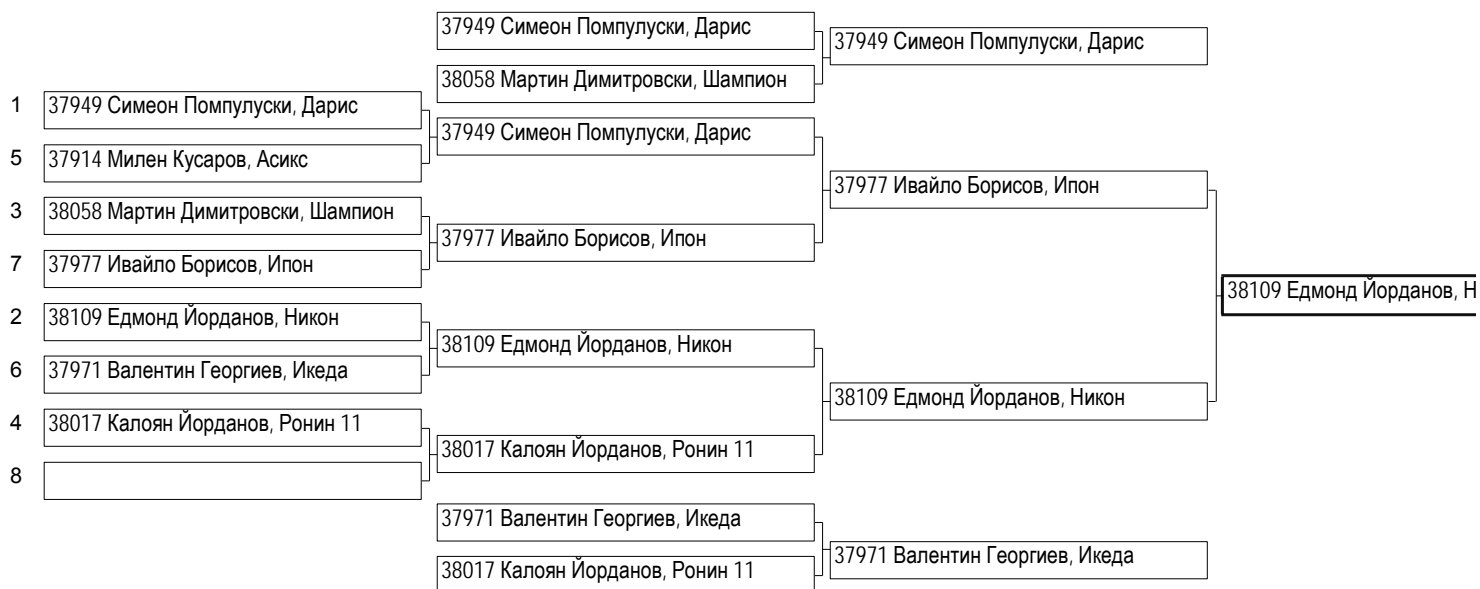 37949 Симеон Помпулуски, Дарис
38058 Мартин Димитровски, Шампион
37949 Симеон Помпулуски, Дарис
1 37949 Симеон Помпулуски, Дарис
5 37914 Милен Кусаров, Асикс
37949 Симеон Помпулуски, Дарис
3 38058 Мартин Димитровски, Шампион
7 37977 Ивайло Борисов, Ипон
37977 Ивайло Борисов, Ипон
37977 Ивайло Борисов, Ипон
2 38109 Едмонд Йорданов, Никон
6 37971 Валентин Георгиев, Икеда
38109 Едмонд Йорданов, Никон
4 38017 Калоян Йорданов, Ронин 11
8
38017 Калоян Йорданов, Ронин 11
38109 Едмонд Йорданов, Никон
38109 Едмонд Йорданов, Н
37971 Валентин Георгиев, Икеда
38017 Калоян Йорданов, Ронин 11
37971 Валентин Георгиев, Икеда